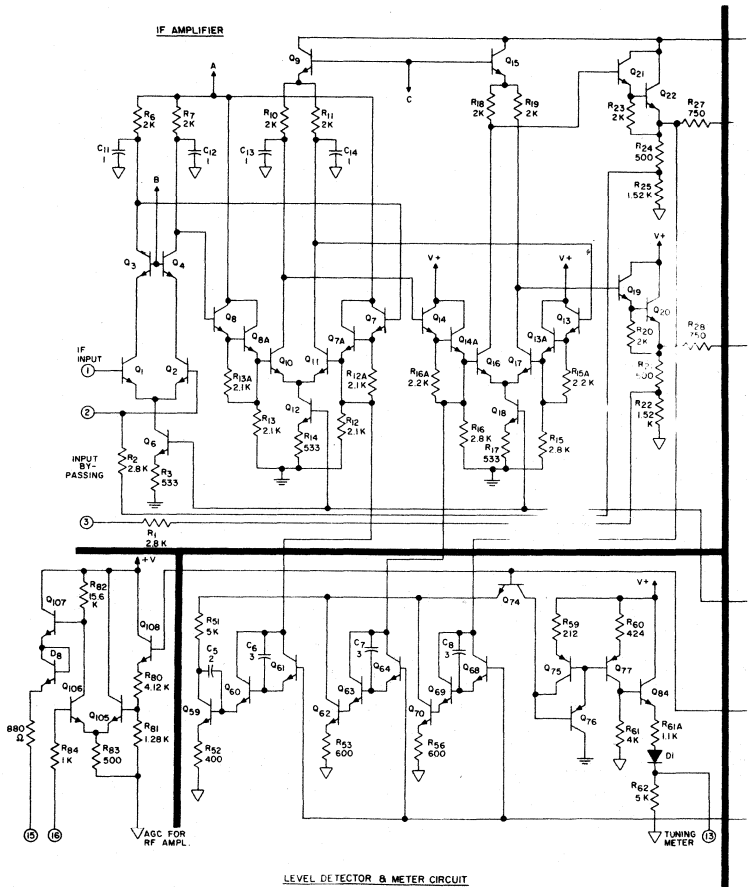 IF AMPLIFIER
Q9
Q15
A
C
R6
2K
R7
2K
R10
2K
R11
2K
R18
2K
R19
2K
Q21
Q22
R23
2K
R27
750
R24
500
R25
1.52 K
C11
1
C12
1
C13
1
C14
1
B
Q3
Q4
V+
V+
V+
Q8
Q8A
Q7A
Q7
Q14
Q14A
Q13A
Q13
Q19
Q20
R20
2K
R28
750
IF
INPUT
1
Q1
Q2
Q10
Q11
Q16
Q17
R13A
2.1K
R12A
2.1K
R16A
2.2K
R15A
2.2K
500
R22
1.52
K
2
Q6
Q12
Q18
R13
2.1K
R14
533
R12
2.1K
R16
2.8K
R17
533
R15
2.8K
INPUT
BY-
PASSING
R2
2.8K
R3
533
3
R1
2.8K
+V
Q107
R82
15.6
K
Q108
D8
R80
4.12K
Q106
Q105
R81
1.28K
880
Ω
R84
1K
R83
500
15
16
AGC FOR
RF AMPL.
R51
5K
C5
2
C6
3
Q61
Q60
Q59
R52
400
C7
3
Q64
Q63
Q62
R53
600
C8
3
Q68
Q69
Q70
R56
600
Q74
V+
R59
212
R60
424
Q75
Q77
Q84
Q76
R61
4K
R61A
1.1K
D1
R62
5K
TUNING
METER
13
LEVEL DETECTOR & METER CIRCUIT